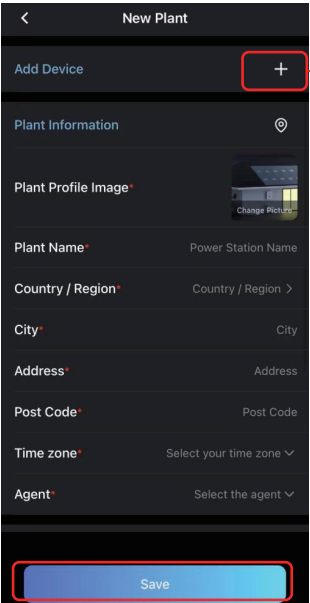 New Plant
Add Device
Plant Information
Plant Profile Image*
Change Picture
Plant Name* Power Station Name
Country / Region* Country / Region >
City* City
Address* Address
Post Code* Post Code
Time zone* Select your time zone
Agent* Select the agent
Save